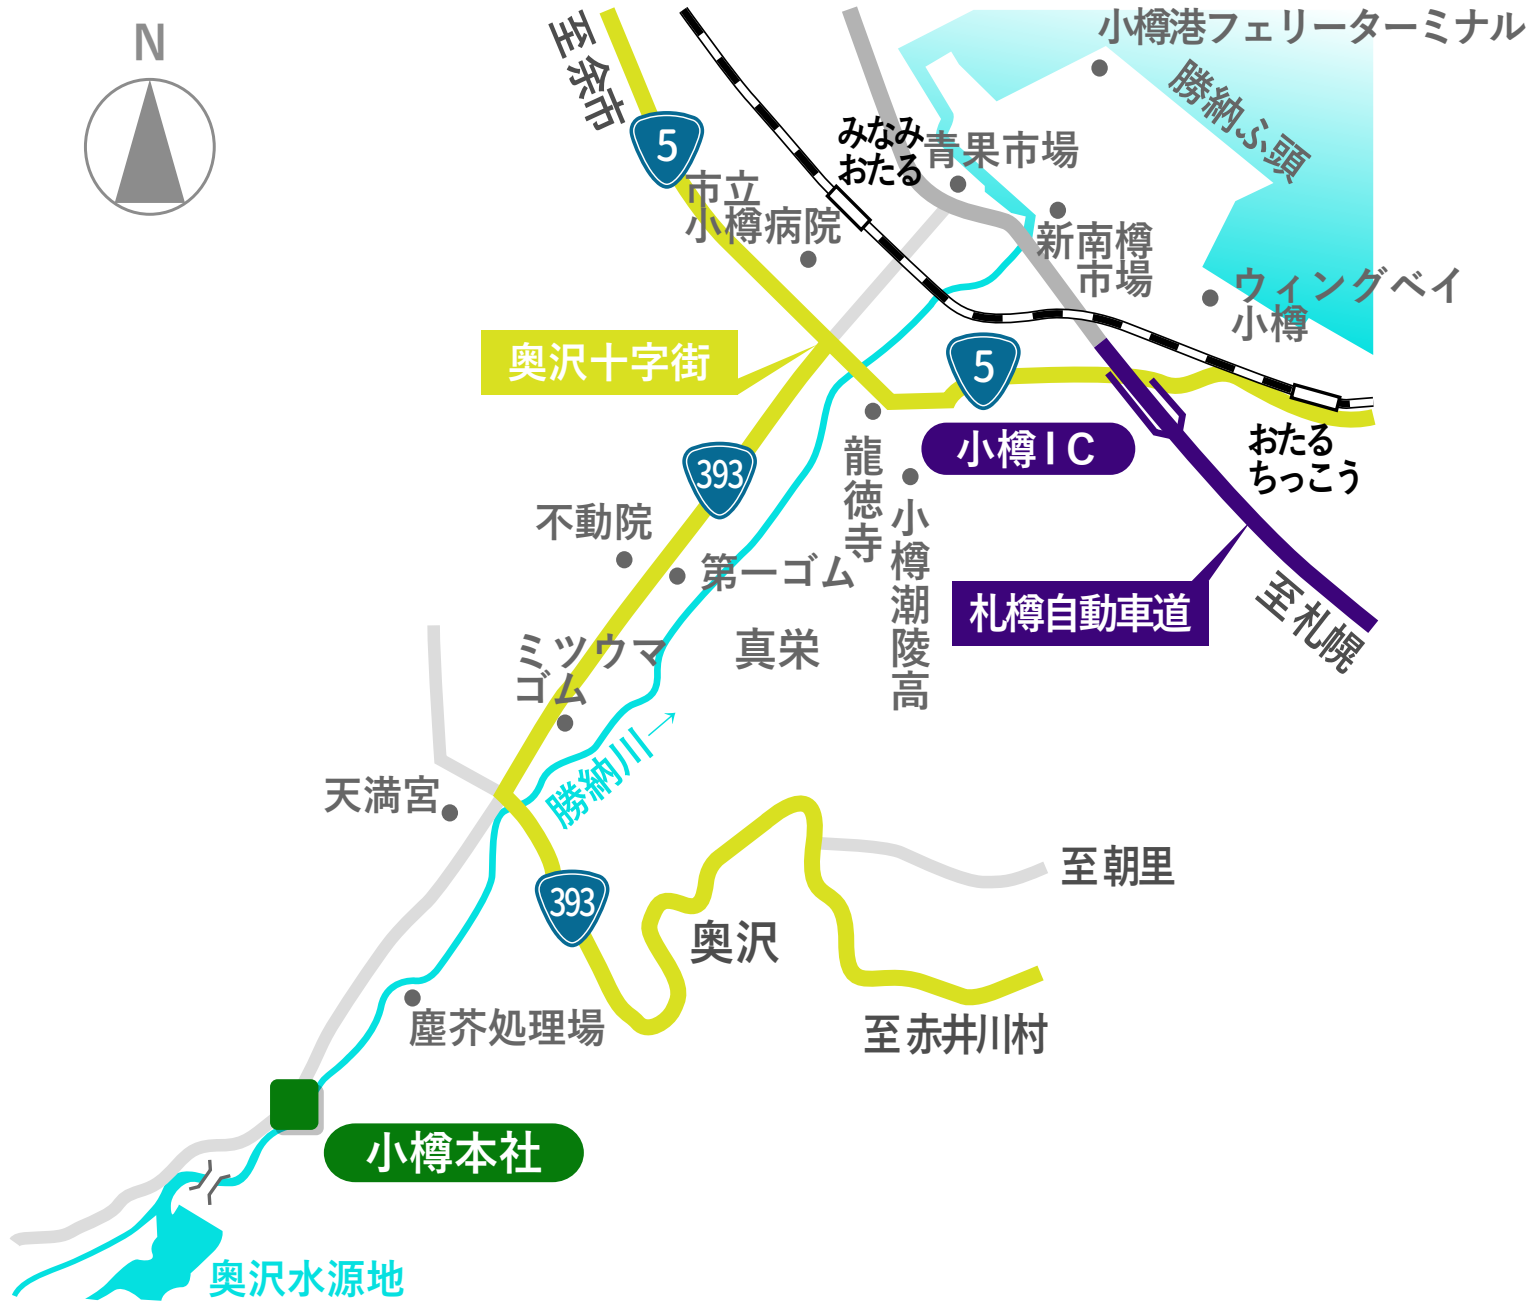 N
小樽港フェリーターミナル
勝納ふ頭
至 余市
5
みなみ
おたる
青果市場
市立
小樽病院
新南樽
市場
ウィングベイ
小樽
奥沢十字街
5
小樽IC
おたる
ちっこう
龍徳寺
393
小樽潮陵高
不動院
第一ゴム
札樽自動車道
至 札幌
ミツウマ
ゴム
真栄
勝納川→
天満宮
至 朝里
393
奥沢
塵芥処理場
至 赤井川村
小樽本社
奥沢水源地